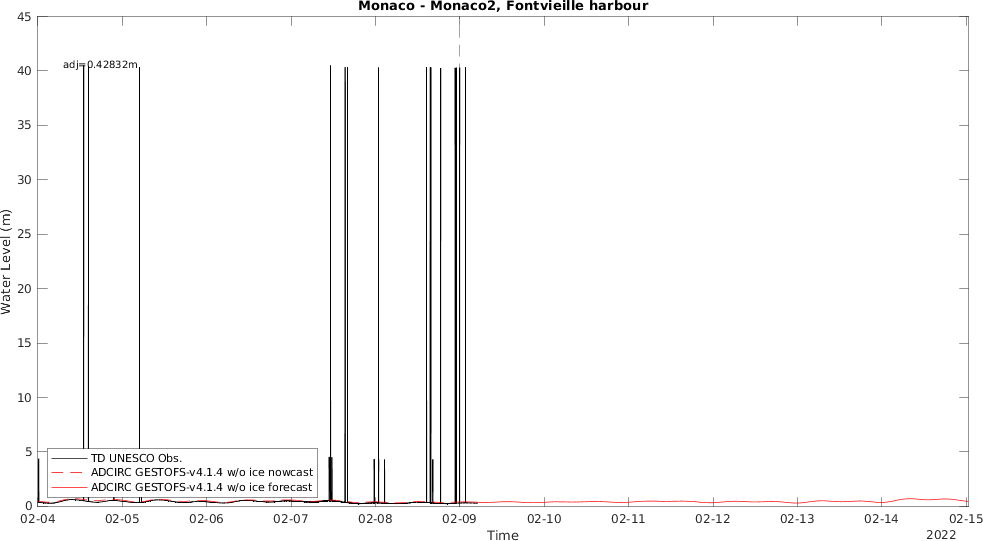 Monaco - Monaco2, Fontvieille harbour
45
40
35
30
25
20
15
10
5
0
Water Level (m)
adj=0.42832m
TD UNESCO Obs.
ADCIRC GESTOFS-v4.1.4 w/o ice nowcast
ADCIRC GESTOFS-v4.1.4 w/o ice forecast
02-04 02-05 02-06 02-07 02-08 02-09 02-10 02-11 02-12 02-13 02-14 02-15
Time
2022